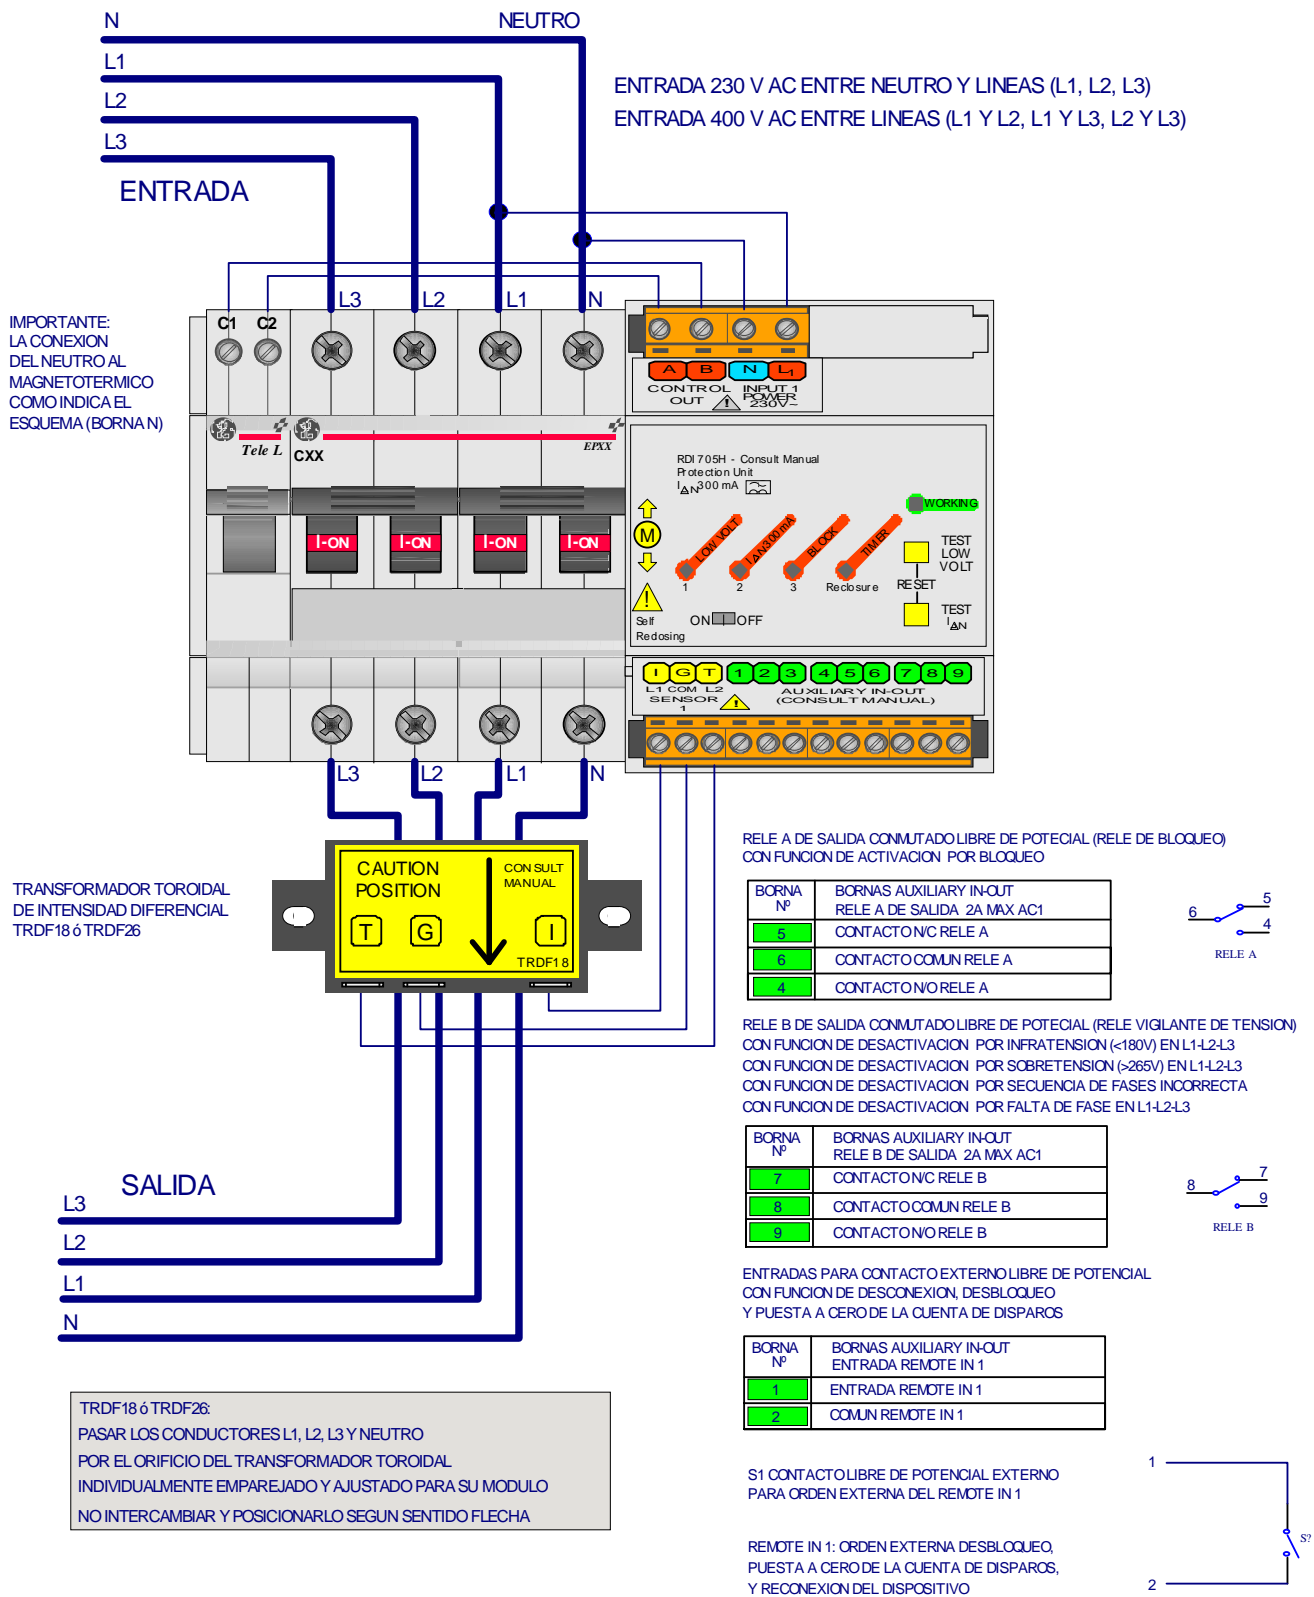 N
NEUTRO
L1
L2
L3
ENTRADA
ENTRADA 230 V AC ENTRE NEUTRO Y LINEAS (L1, L2, L3)
ENTRADA 400 V AC ENTRE LINEAS (L1 Y L2, L1 Y L3, L2 Y L3)
L3
L2
L1
N
IMPORTANTE:
LA CONEXION
DEL NEUTRO AL
MAGNETOTERMICO
COMO INDICA EL
ESQUEMA (BORNA N)
C1
C2
A
B
N
L1
CONTROL
OUT
INPUT 1
POWER
230V~
Tele L
CXX
EPXX
RDI 705H - Consult Manual
Protection Unit
I△N300 mA
WORKING
M
LOW VOLT
I△N300 mA
BLOCK
TIMER
1
2
3
Reclosure
TEST
LOW
VOLT
RESET
TEST
I△N
I-ON
I-ON
I-ON
I-ON
!
Self
Reclosing
ON
OFF
I
G
T
1
2
3
4
5
6
7
8
9
L1 COM L2
SENSOR
1
!
AUXILIARY IN-OUT
(CONSULT MANUAL)
L3
L2
L1
N
CAUTION
POSITION
CONSULT
MANUAL
T
G
I
TRDF18
TRANSFORMADOR TOROIDAL
DE INTENSIDAD DIFERENCIAL
TRDF18 ó TRDF26
RELE A DE SALIDA CONMUTADO LIBRE DE POTECIAL (RELE DE BLOQUEO)
CON FUNCION DE ACTIVACION POR BLOQUEO
BORNA
Nº
BORNAS AUXILIARY IN-OUT
RELE A DE SALIDA 2A MAX AC1
5
CONTACTO N/C RELE A
6
CONTACTO COMUN RELE A
4
CONTACTO N/O RELE A
6
5
4
RELE A
RELE B DE SALIDA CONMUTADO LIBRE DE POTECIAL (RELE VIGILANTE DE TENSION)
CON FUNCION DE DESACTIVACION POR INFRATENSION (<180V) EN L1-L2-L3
CON FUNCION DE DESACTIVACION POR SOBRETENSION (>265V) EN L1-L2-L3
CON FUNCION DE DESACTIVACION POR SECUENCIA DE FASES INCORRECTA
CON FUNCION DE DESACTIVACION POR FALTA DE FASE EN L1-L2-L3
BORNA
Nº
BORNAS AUXILIARY IN-OUT
RELE B DE SALIDA 2A MAX AC1
7
CONTACTO N/C RELE B
8
CONTACTO COMUN RELE B
9
CONTACTO N/O RELE B
8
7
9
RELE B
SALIDA
L3
L2
L1
N
ENTRADAS PARA CONTACTO EXTERNO LIBRE DE POTENCIAL
CON FUNCION DE DESCONEXION, DESBLOQUEO
Y PUESTA A CERO DE LA CUENTA DE DISPAROS
BORNA
Nº
BORNAS AUXILIARY IN-OUT
ENTRADA REMOTE IN 1
1
ENTRADA REMOTE IN 1
2
COMUN REMOTE IN 1
TRDF18 ó TRDF26:
PASAR LOS CONDUCTORES L1, L2, L3 Y NEUTRO
POR EL ORIFICIO DEL TRANSFORMADOR TOROIDAL
INDIVIDUALMENTE EMPAREJADO Y AJUSTADO PARA SU MODULO
NO INTERCAMBIAR Y POSICIONARLO SEGUN SENTIDO FLECHA
S1 CONTACTO LIBRE DE POTENCIAL EXTERNO
PARA ORDEN EXTERNA DEL REMOTE IN 1
1
S?
2
REMOTE IN 1: ORDEN EXTERNA DESBLOQUEO,
PUESTA A CERO DE LA CUENTA DE DISPAROS,
Y RECONEXION DEL DISPOSITIVO